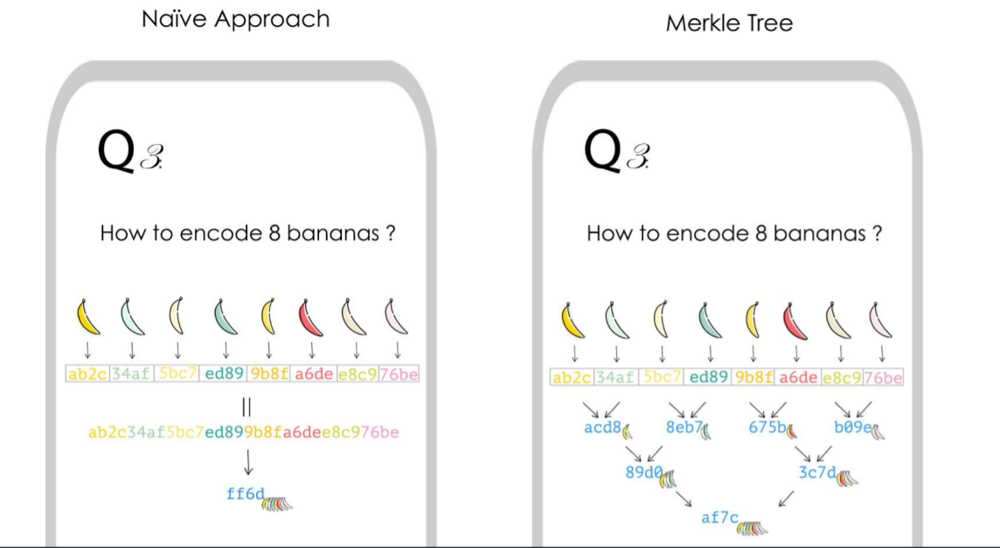 Naïve Approach
Q3.
How to encode 8 bananas ?
ab2c 34af 5bc7 ed89 9b8f a6de e8c9 76be
||
ab2c34af5bc7ed899b8fa6dee8c976be
ff6d
Merkle Tree
Q3.
How to encode 8 bananas ?
ab2c 34af 5bc7 ed89 9b8f a6de e8c9 76be
acd8 8eb7 675b b09e
89d0 3c7d
af7c